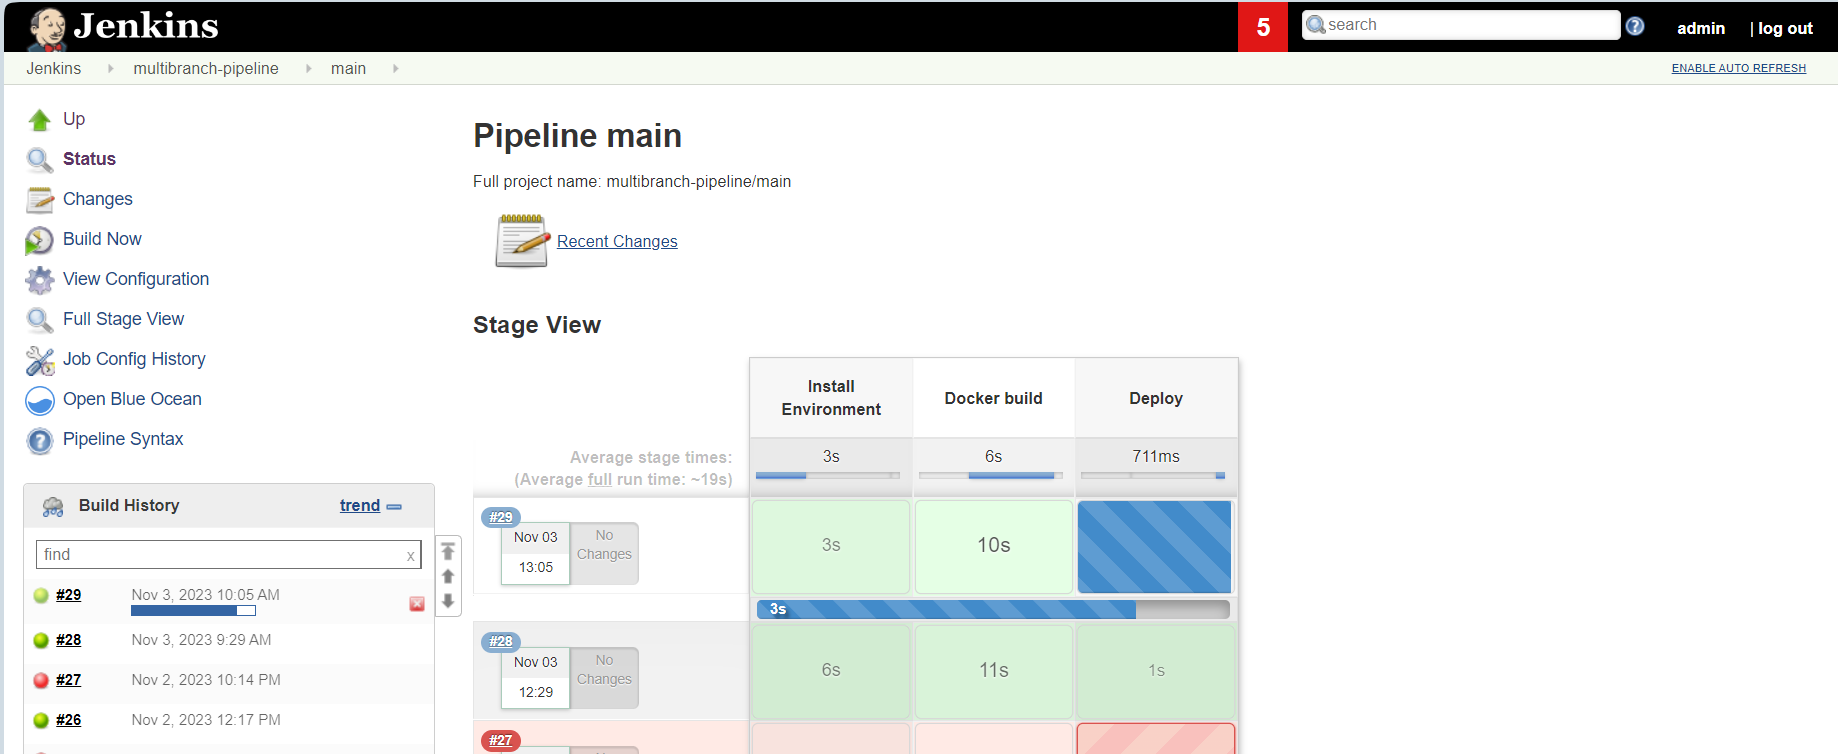 Jenkins
5
search
?
admin
| log out
Jenkins
multibranch-pipeline
main
ENABLE AUTO REFRESH
Up
Status
Changes
Build Now
View Configuration
Full Stage View
Job Config History
Open Blue Ocean
? Pipeline Syntax
Build History
trend
find
x
#29 Nov 3, 2023 10:05 AM
#28 Nov 3, 2023 9:29 AM
#27 Nov 2, 2023 10:14 PM
#26 Nov 2, 2023 12:17 PM
Pipeline main
Full project name: multibranch-pipeline/main
Recent Changes
Stage View
Install
Environment
Docker build
Deploy
Average stage times:
(Average full run time: ~19s)
3s
6s
711ms
#29
Nov 03
13:05
No
Changes
3s
10s
3s
#28
Nov 03
12:29
No
Changes
6s
11s
1s
#27